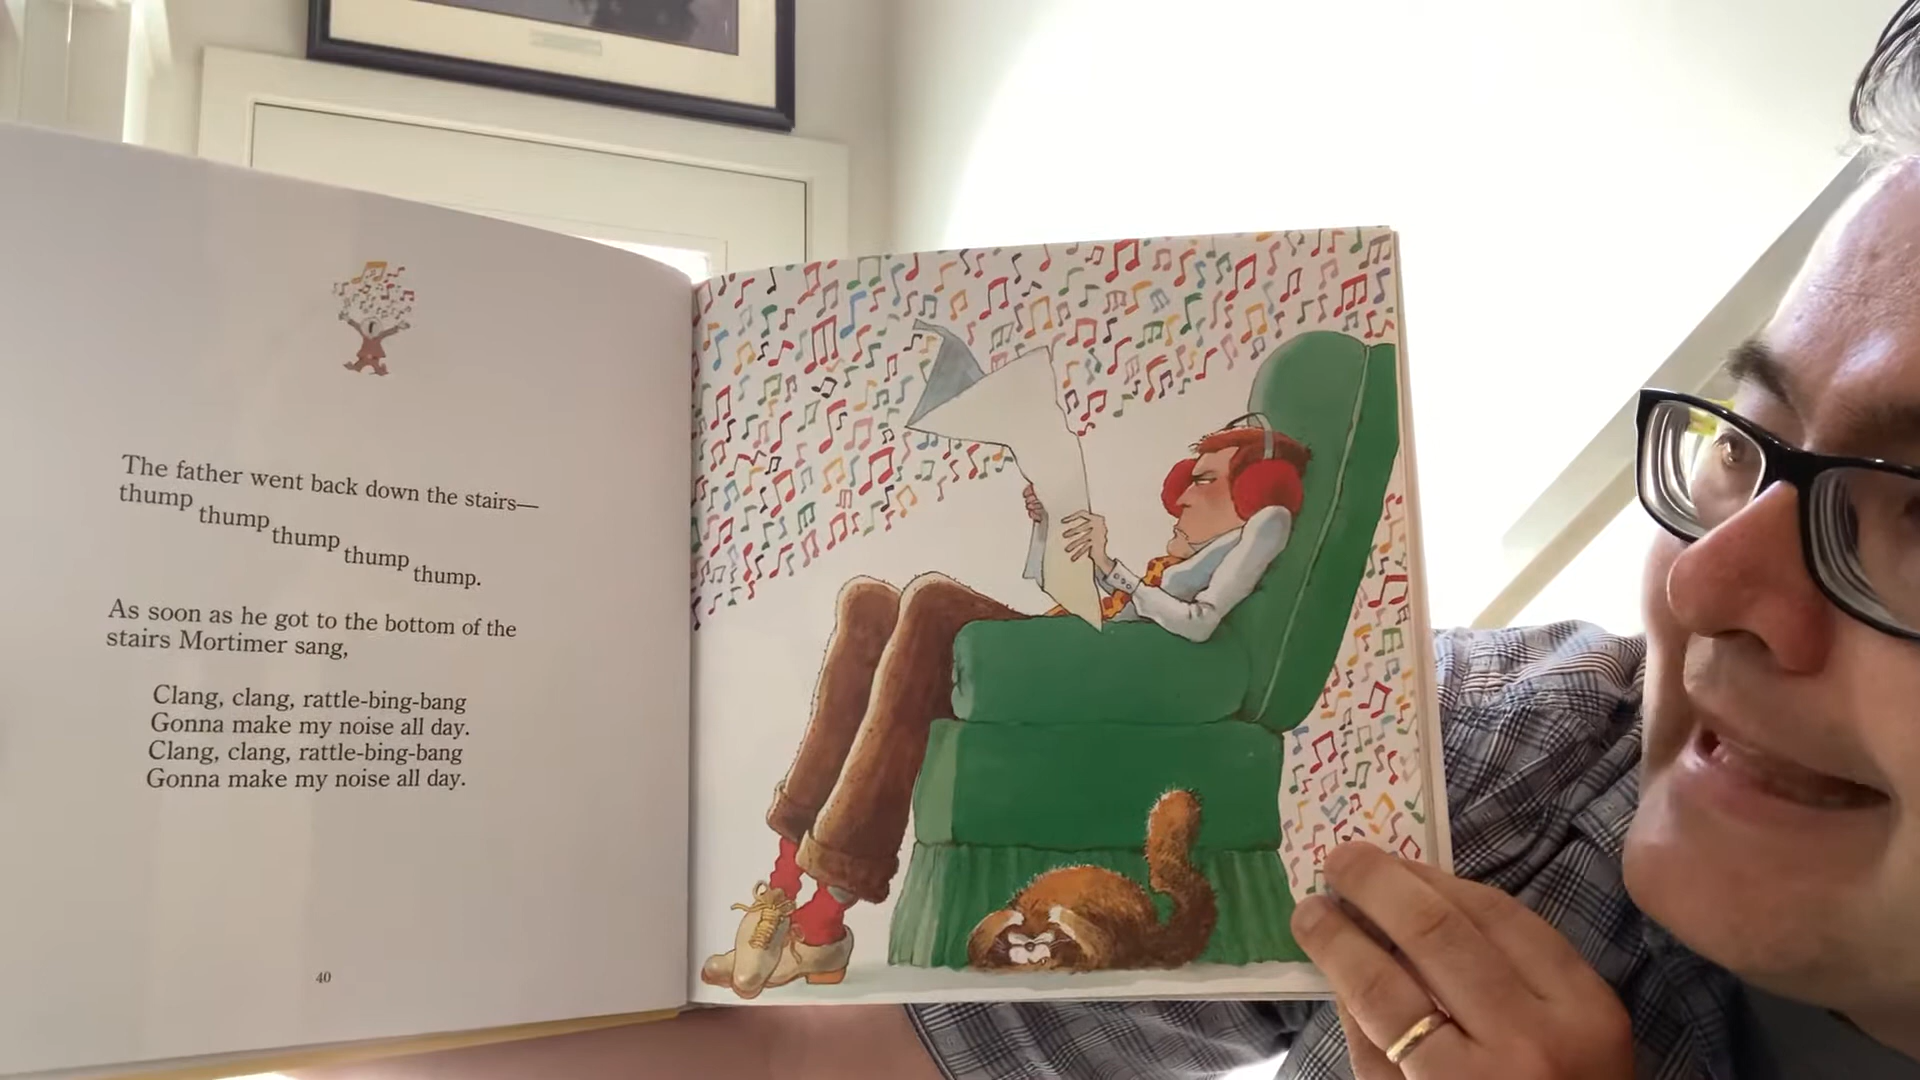 The father went back down the stairs—
thump thump thump thump thump.
As soon as he got to the bottom of the
stairs Mortimer sang,
Clang, clang, rattle-bing-bang
Gonna make my noise all day.
Clang, clang, rattle-bing-bang
Gonna make my noise all day.
40